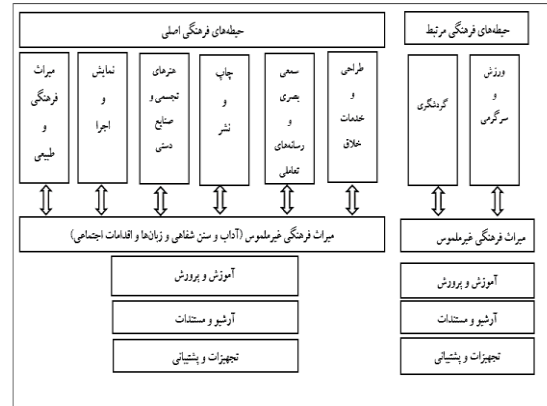 حیطه‌های فرهنگی مرتبط
حیطه‌های فرهنگی اصلی
ورزش
و
سرگرمی
گردشگری
طراحی
و
خدمات
خلاق
سمعی
بصری
و
رسانه‌های
تعاملی
چاپ
و
نشر
هنرهای
تجسمی و
صنایع
دستی
نمایش
و
اجرا
میراث
فرهنگی
و
طبیعی
میراث فرهنگی غیرملموس
میراث فرهنگی غیرملموس (آداب و سنن شفاهی و زبان‌ها و اقدامات اجتماعی)
آموزش و پرورش
آرشیو و مستندات
تجهیزات و پشتیبانی
آموزش و پرورش
آرشیو و مستندات
تجهیزات و پشتیبانی